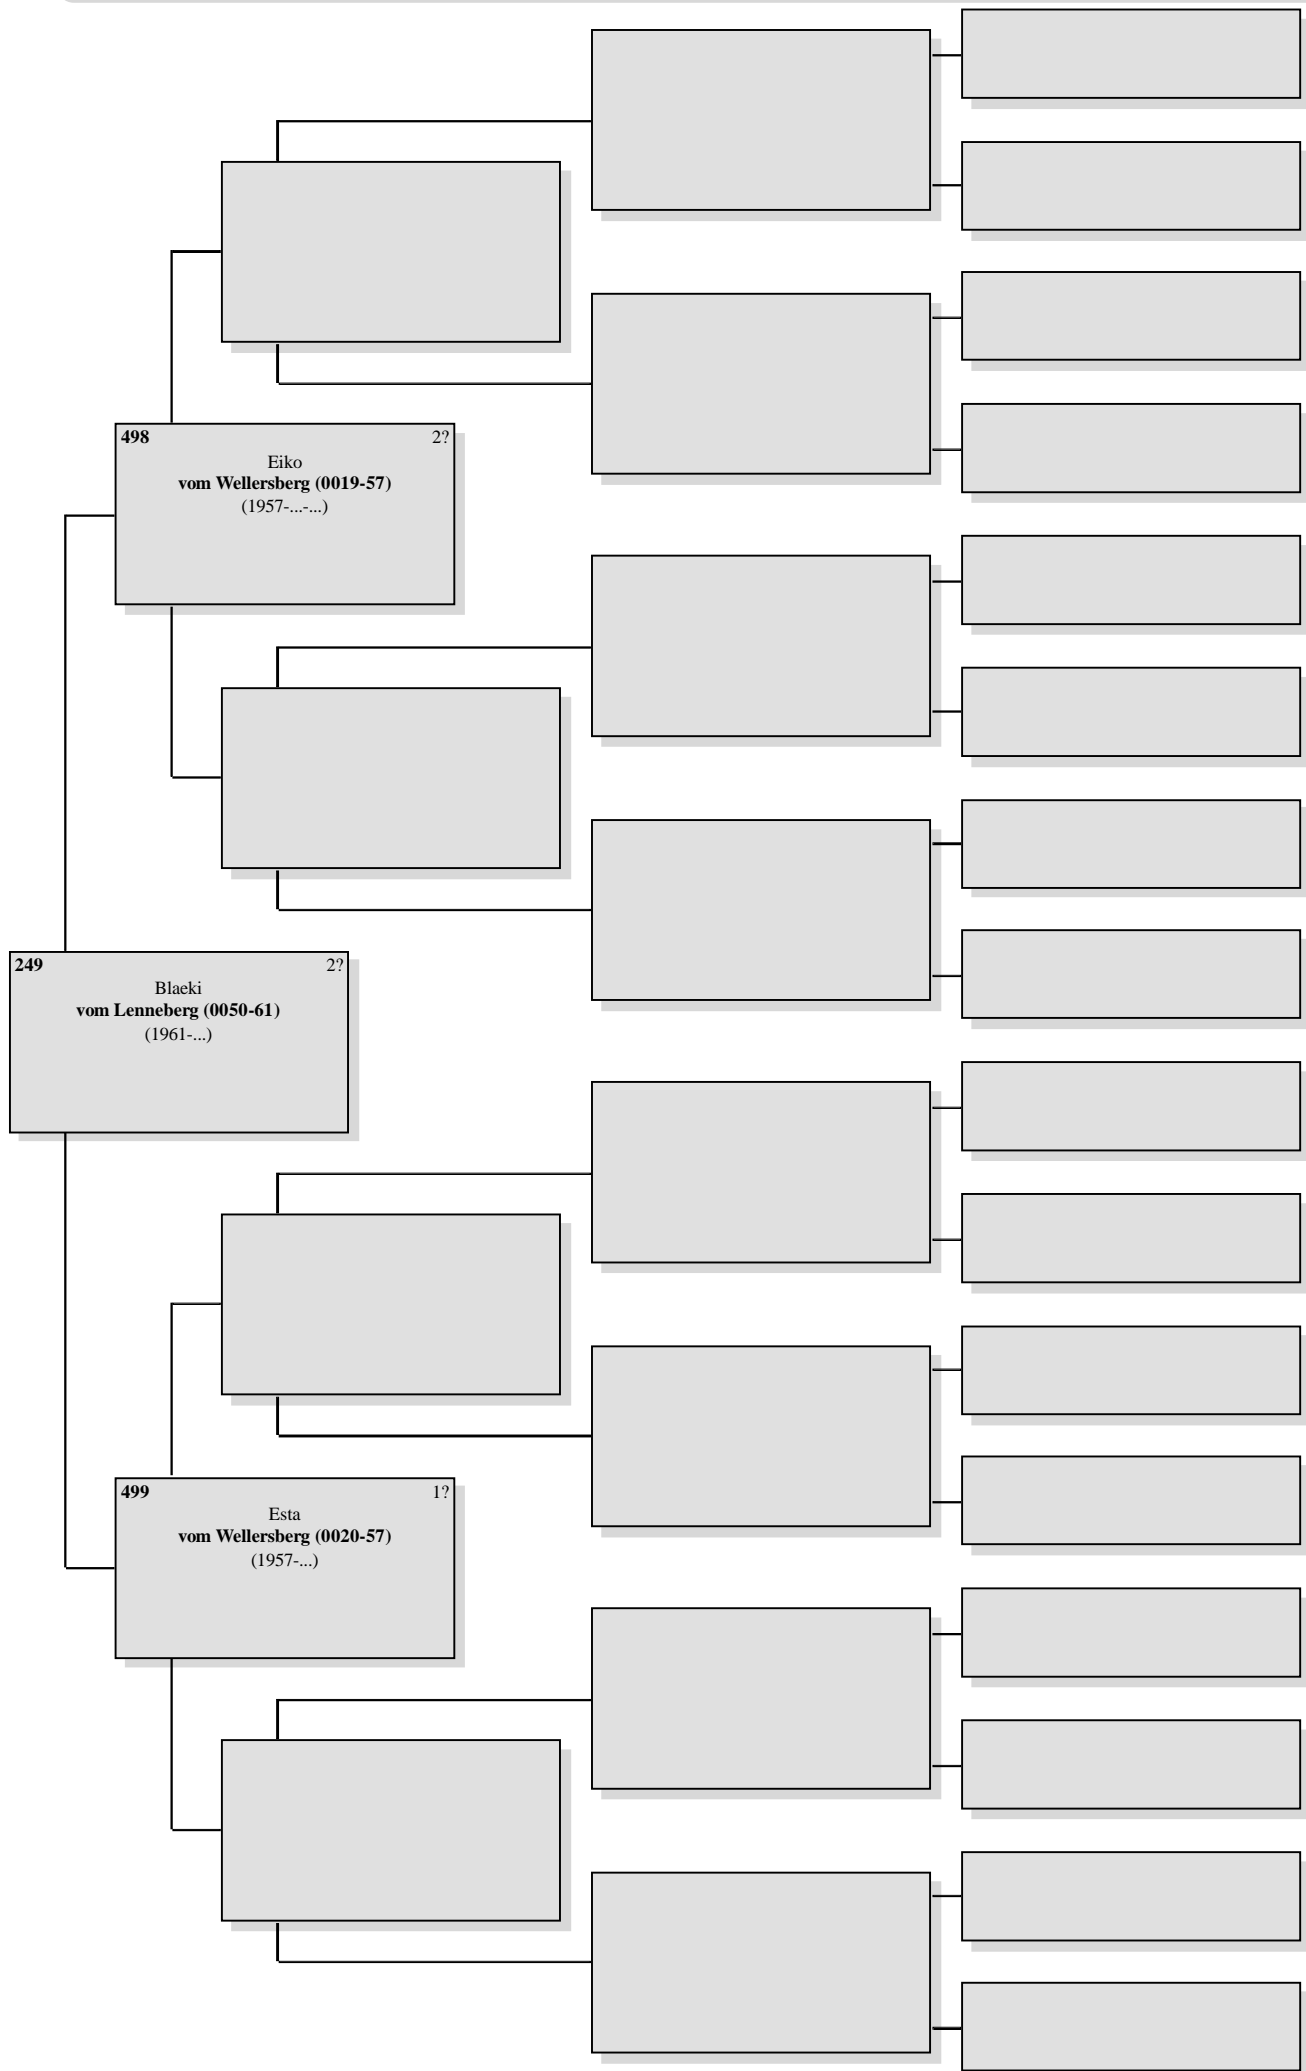 498 2?
Eiko
vom Wellersberg (0019-57)
(1957-...-...)
249 2?
Blaeki
vom Lenneberg (0050-61)
(1961-...)
499 1?
Esta
vom Wellersberg (0020-57)
(1957-...)